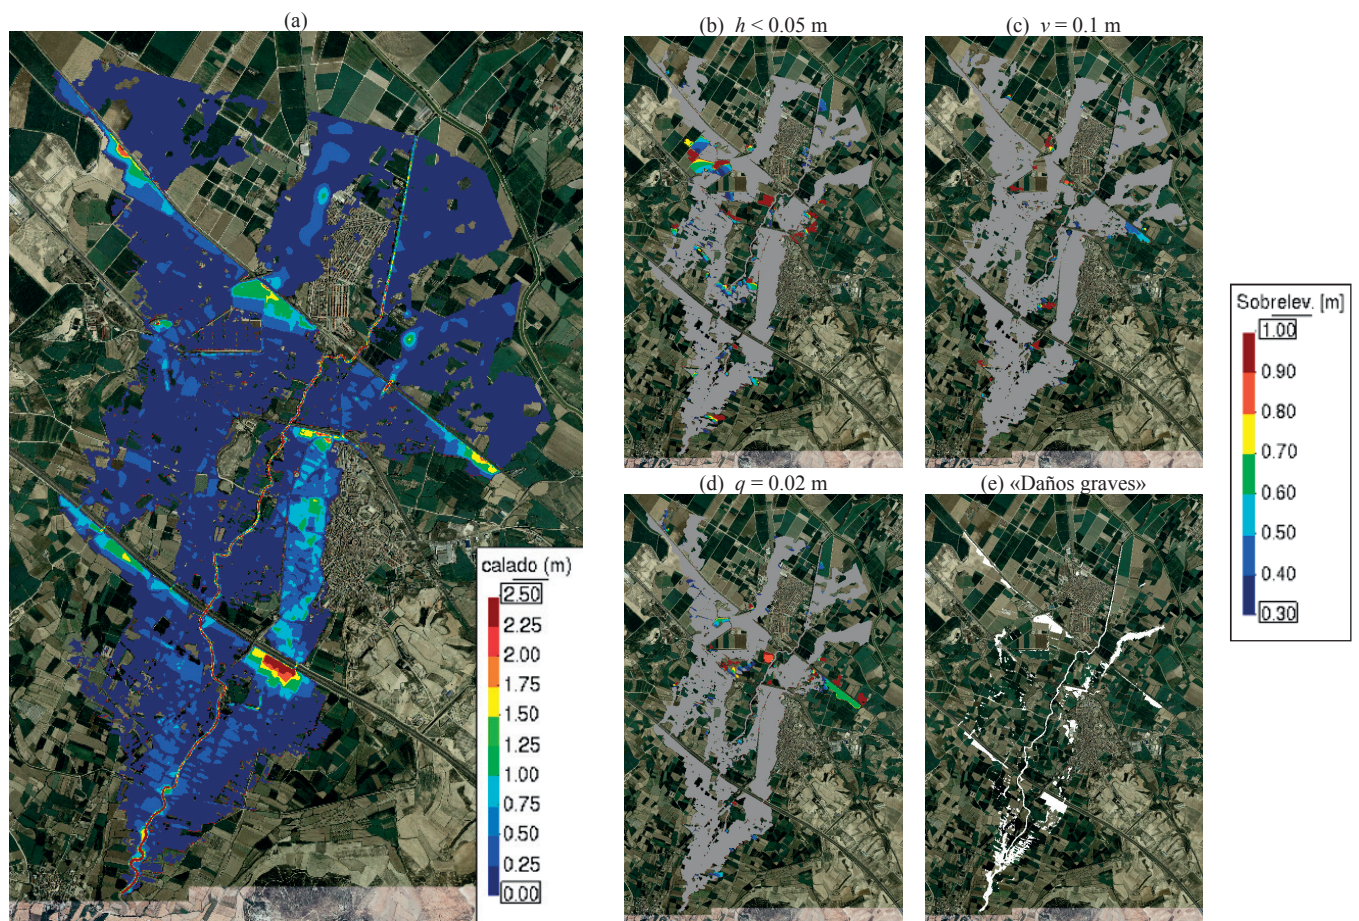 (a)
(b) h < 0.05 m
(c) v = 0.1 m
calado (m)
2.50
2.25
2.00
1.75
1.50
1.25
1.00
0.75
0.50
0.25
0.00
Sobrelev. [m]
1.00
0.90
0.80
0.70
0.60
0.50
0.40
0.30
(d) q = 0.02 m
(e) «Daños graves»